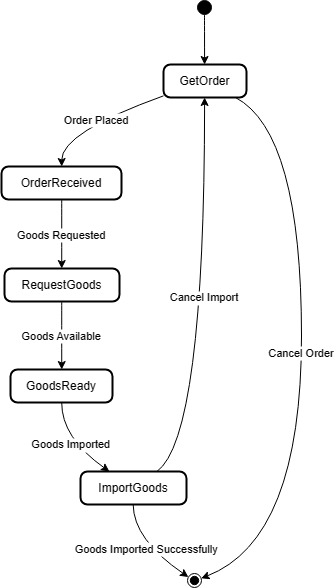 GetOrder
Order Placed
OrderReceived
Goods Requested
RequestGoods
Cancel Import
Goods Available
Cancel Order
GoodsReady
Goods Imported
ImportGoods
Goods Imported Successfully